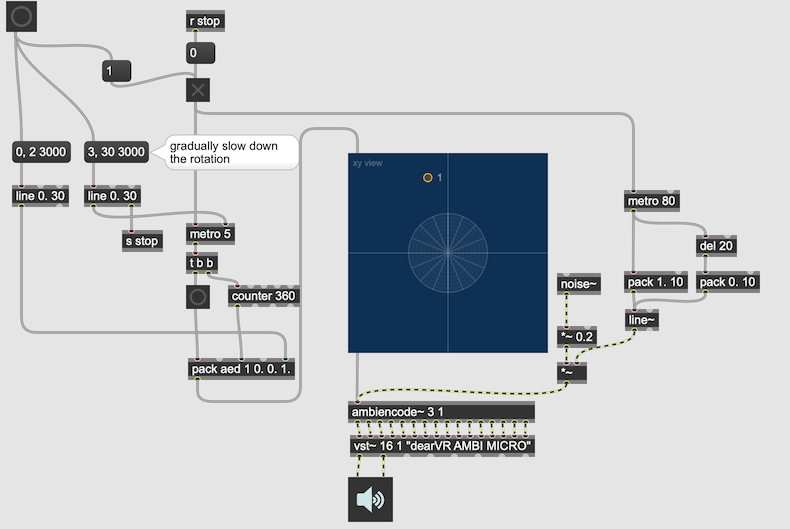 r stop
0
1
0, 2 3000
3, 30 3000
gradually slow down
the rotation
line 0. 30
line 0. 30
s stop
metro 5
t b b
counter 360
pack aed 1 0. 0. 1.
xy view
1
metro 80
del 20
pack 1. 10
pack 0. 10
line~
noise~
*~ 0.2
*~
ambiencode~ 3 1
vst~ 16 1 "dearVR AMBI MICRO"